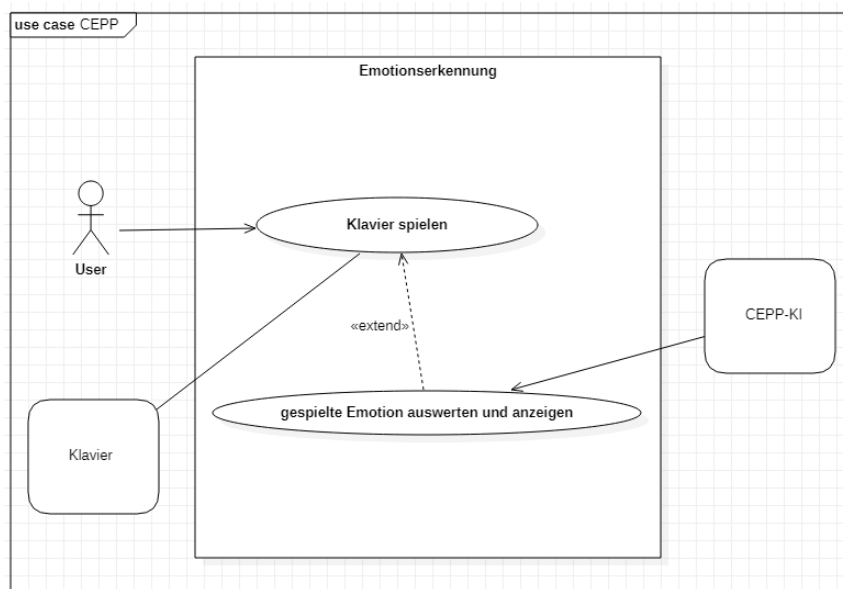 use case CEPP
Emotionserkennung
Klavier spielen
User
CEPP-KI
«extend»
gespielte Emotion auswerten und anzeigen
Klavier